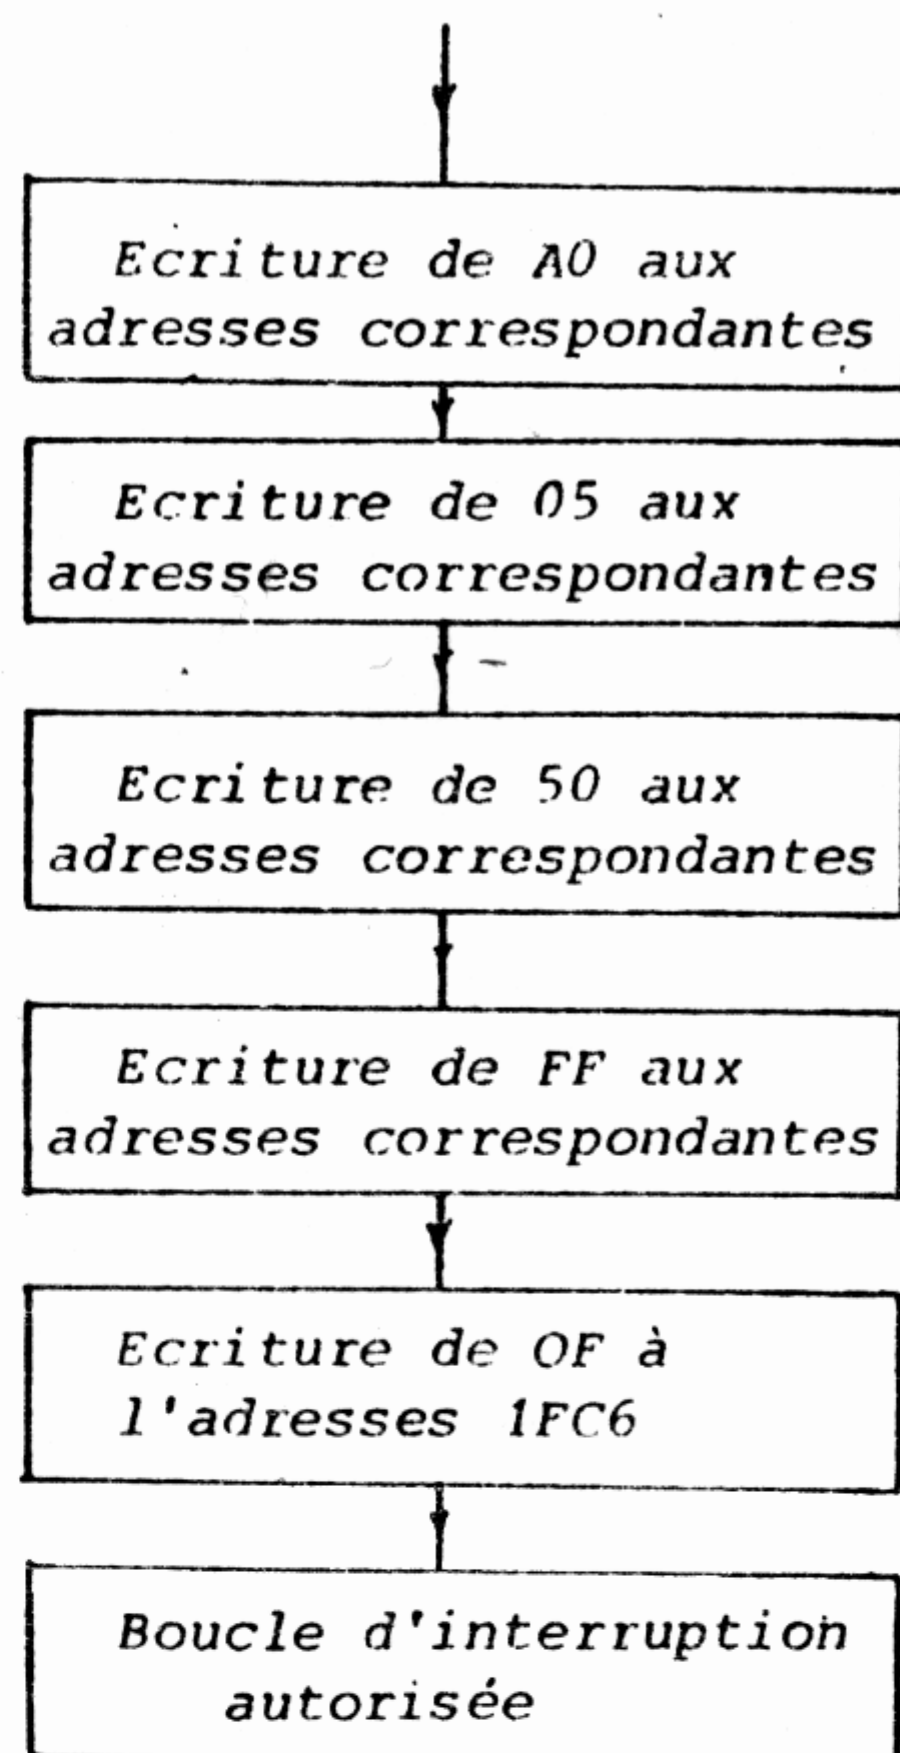 Ecriture de A0 aux
adresses correspondantes
Ecriture de 05 aux
adresses correspondantes
Ecriture de 50 aux
adresses correspondantes
Ecriture de FF aux
adresses correspondantes
Ecriture de OF à
l'adresses 1FC6
Boucle d'interruption
autorisée